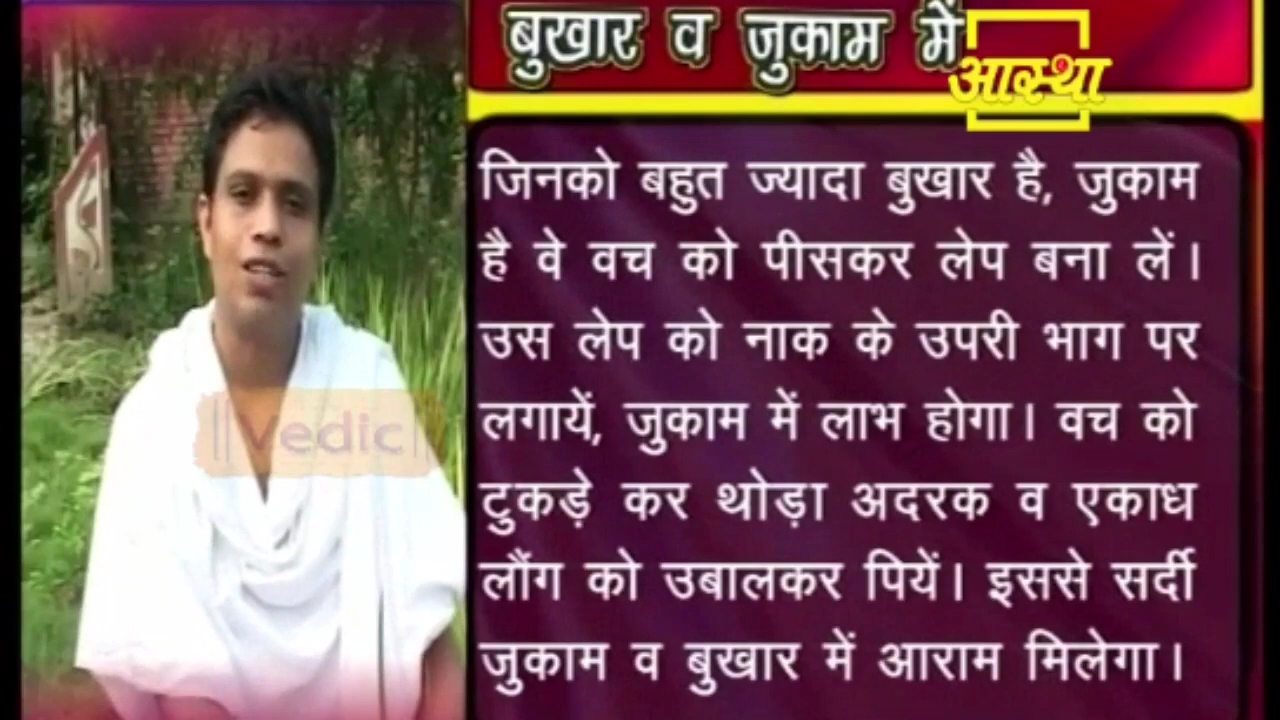 बुखार व जुकाम में
आस्था
जिनको बहुत ज्यादा बुखार है, जुकाम
है वे वच को पीसकर लेप बना लें।
उस लेप को नाक के उपरी भाग पर
लगायें, जुकाम में लाभ होगा। वच को
टुकड़े कर थोड़ा अदरक व एकाध
लौंग को उबालकर पियें। इससे सर्दी
जुकाम व बुखार में आराम मिलेगा।
||Vedic||